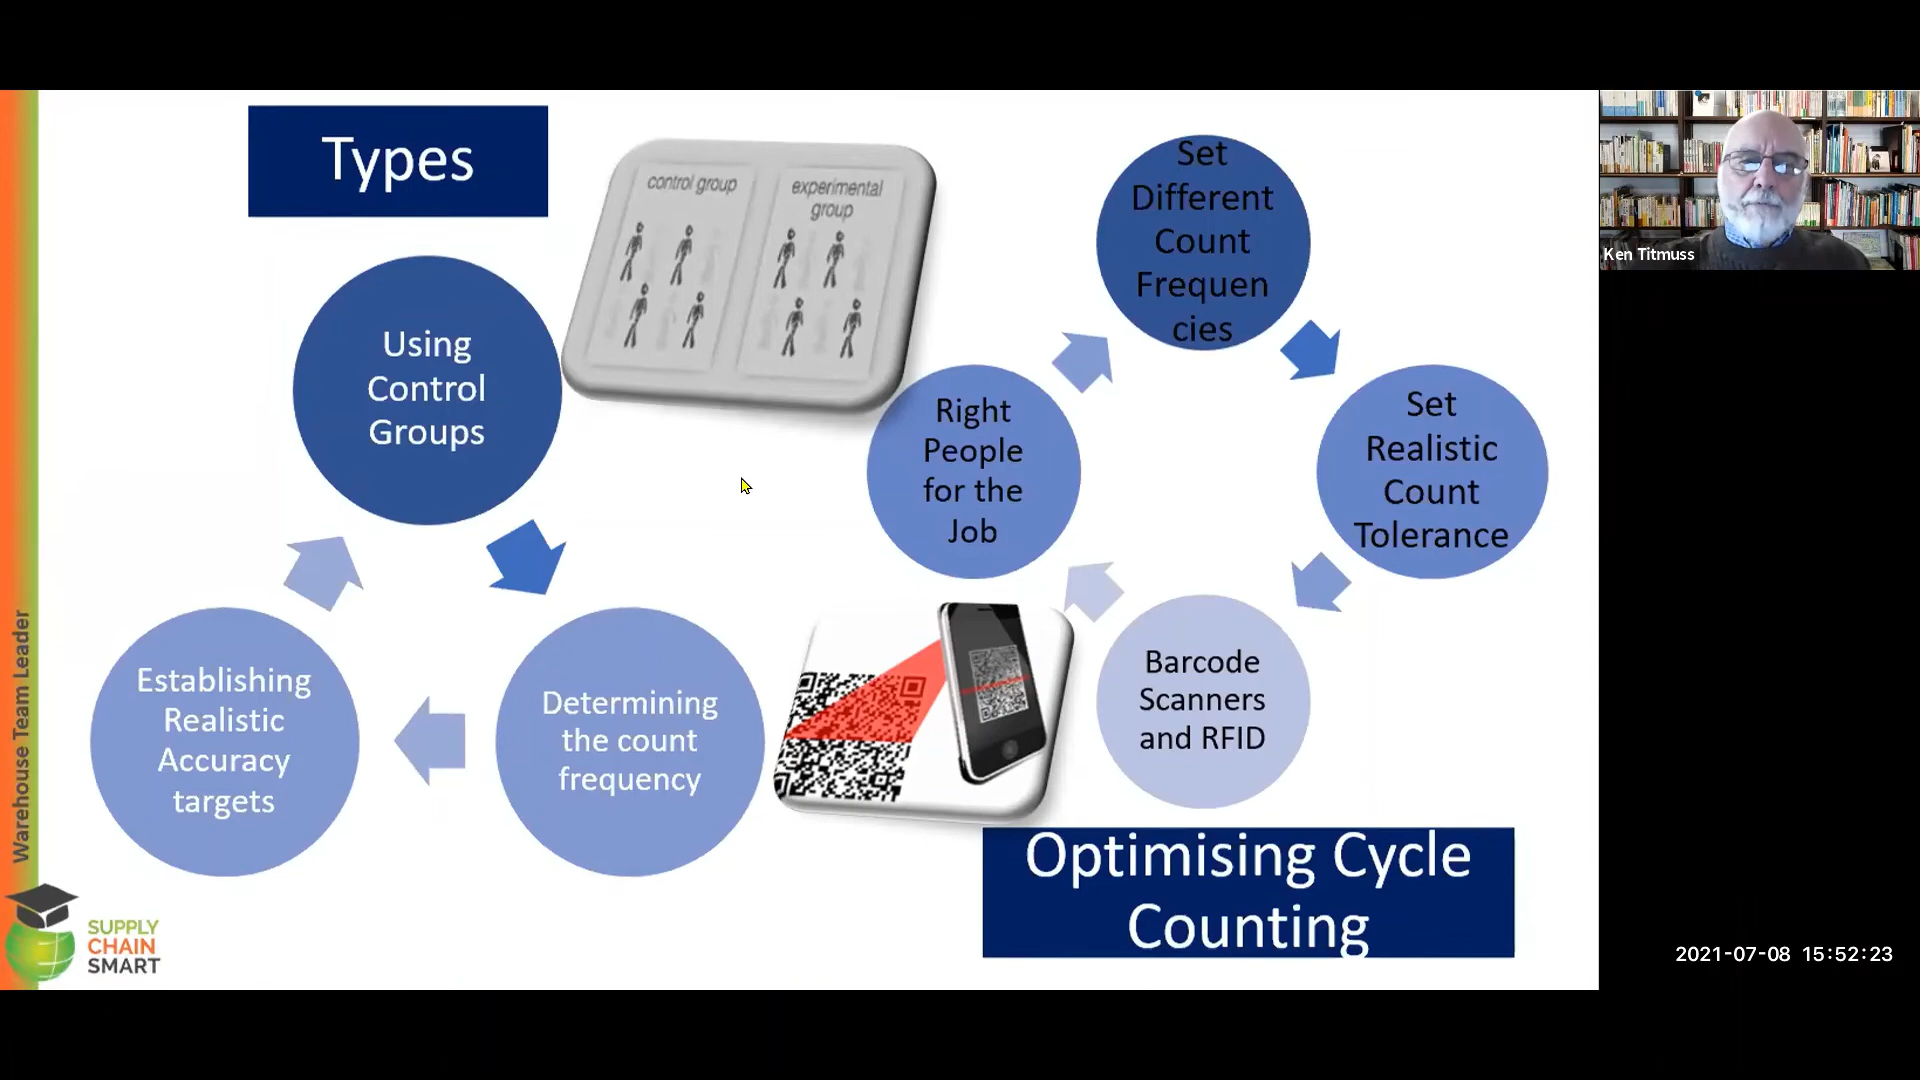 Types
control group
experimental
group
Using
Control
Groups
Determining
the count
frequency
Establishing
Realistic
Accuracy
targets
Set
Different
Count
Frequen
cies
Set
Realistic
Count
Tolerance
Barcode
Scanners
and RFID
Right
People
for the
Job
Optimising Cycle
Counting
Warehouse Team Leader
SUPPLY
CHAIN
SMART
Ken Titmuss
2021-07-08 15:52:23